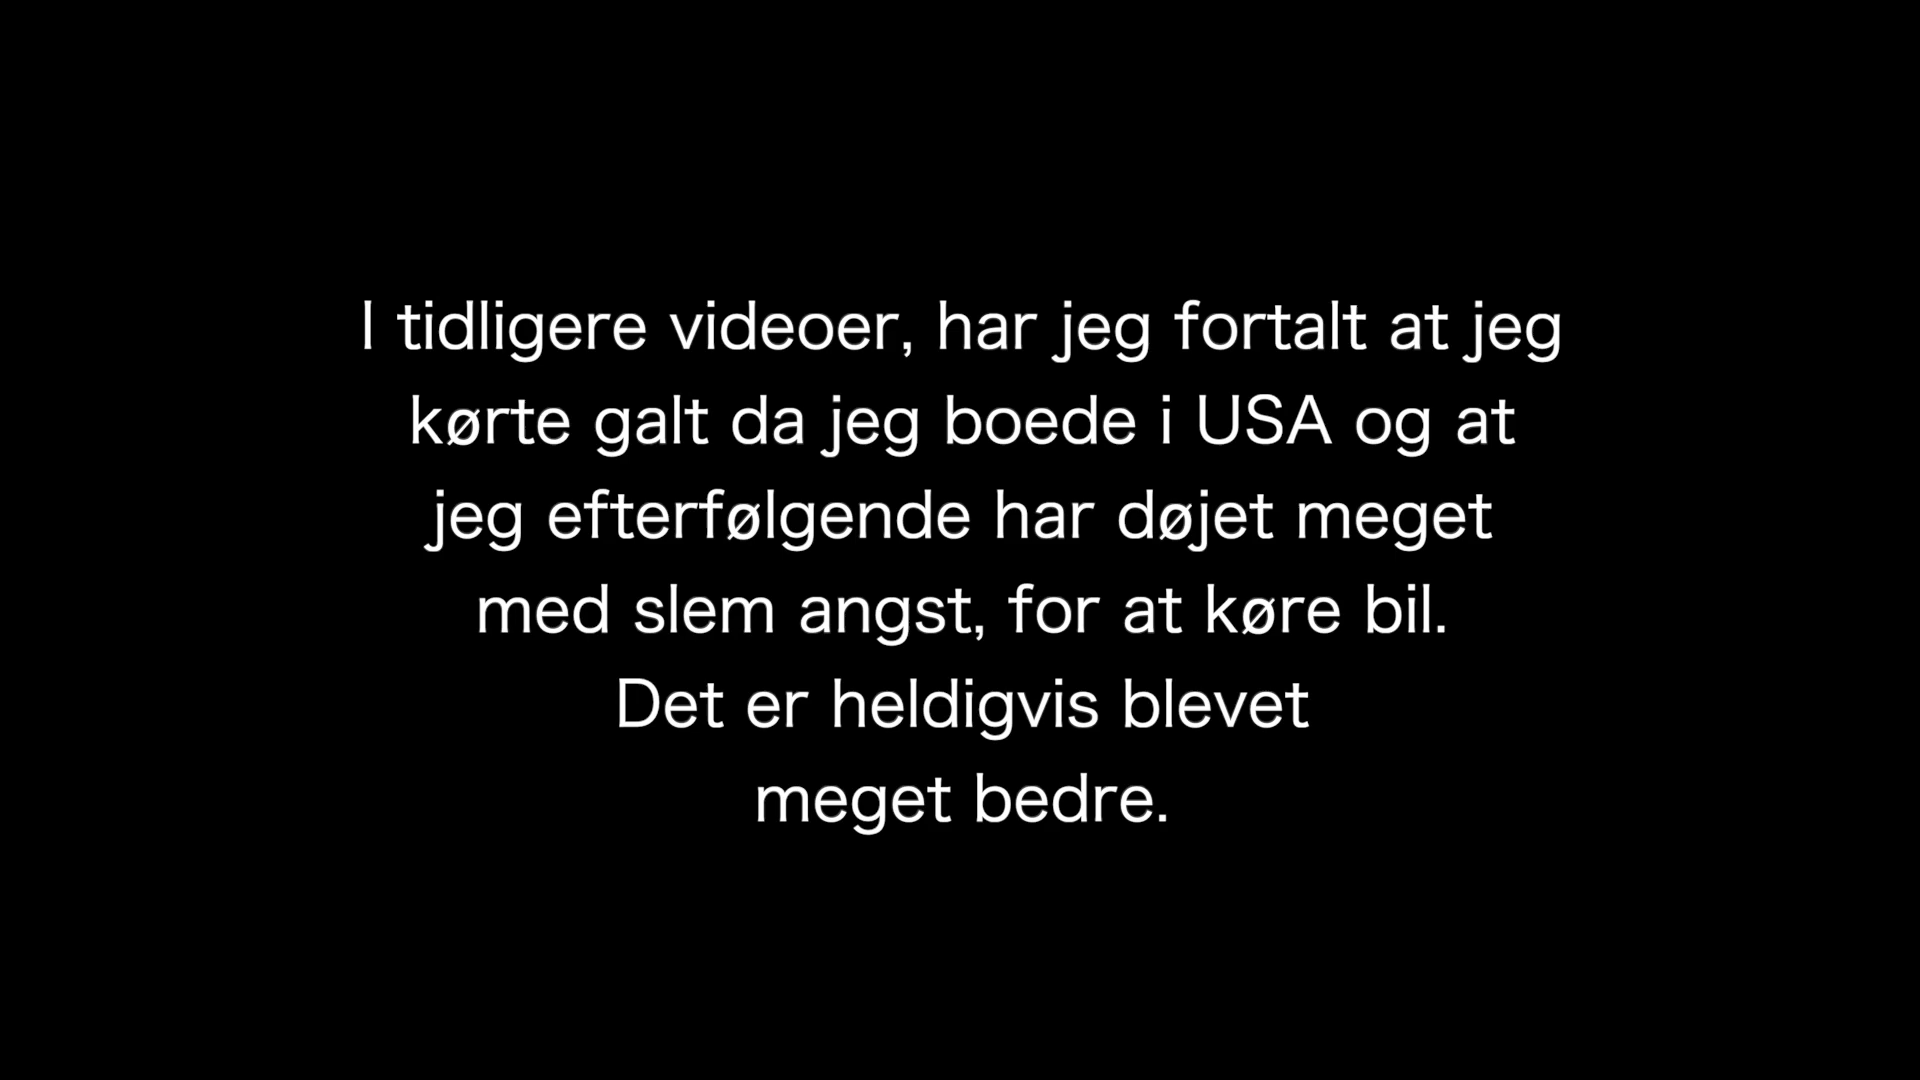 I tidligere videoer, har jeg fortalt at jeg
kørte galt da jeg boede i USA og at
jeg efterfølgende har døjet meget
med slem angst, for at køre bil.
Det er heldigvis blevet
meget bedre.